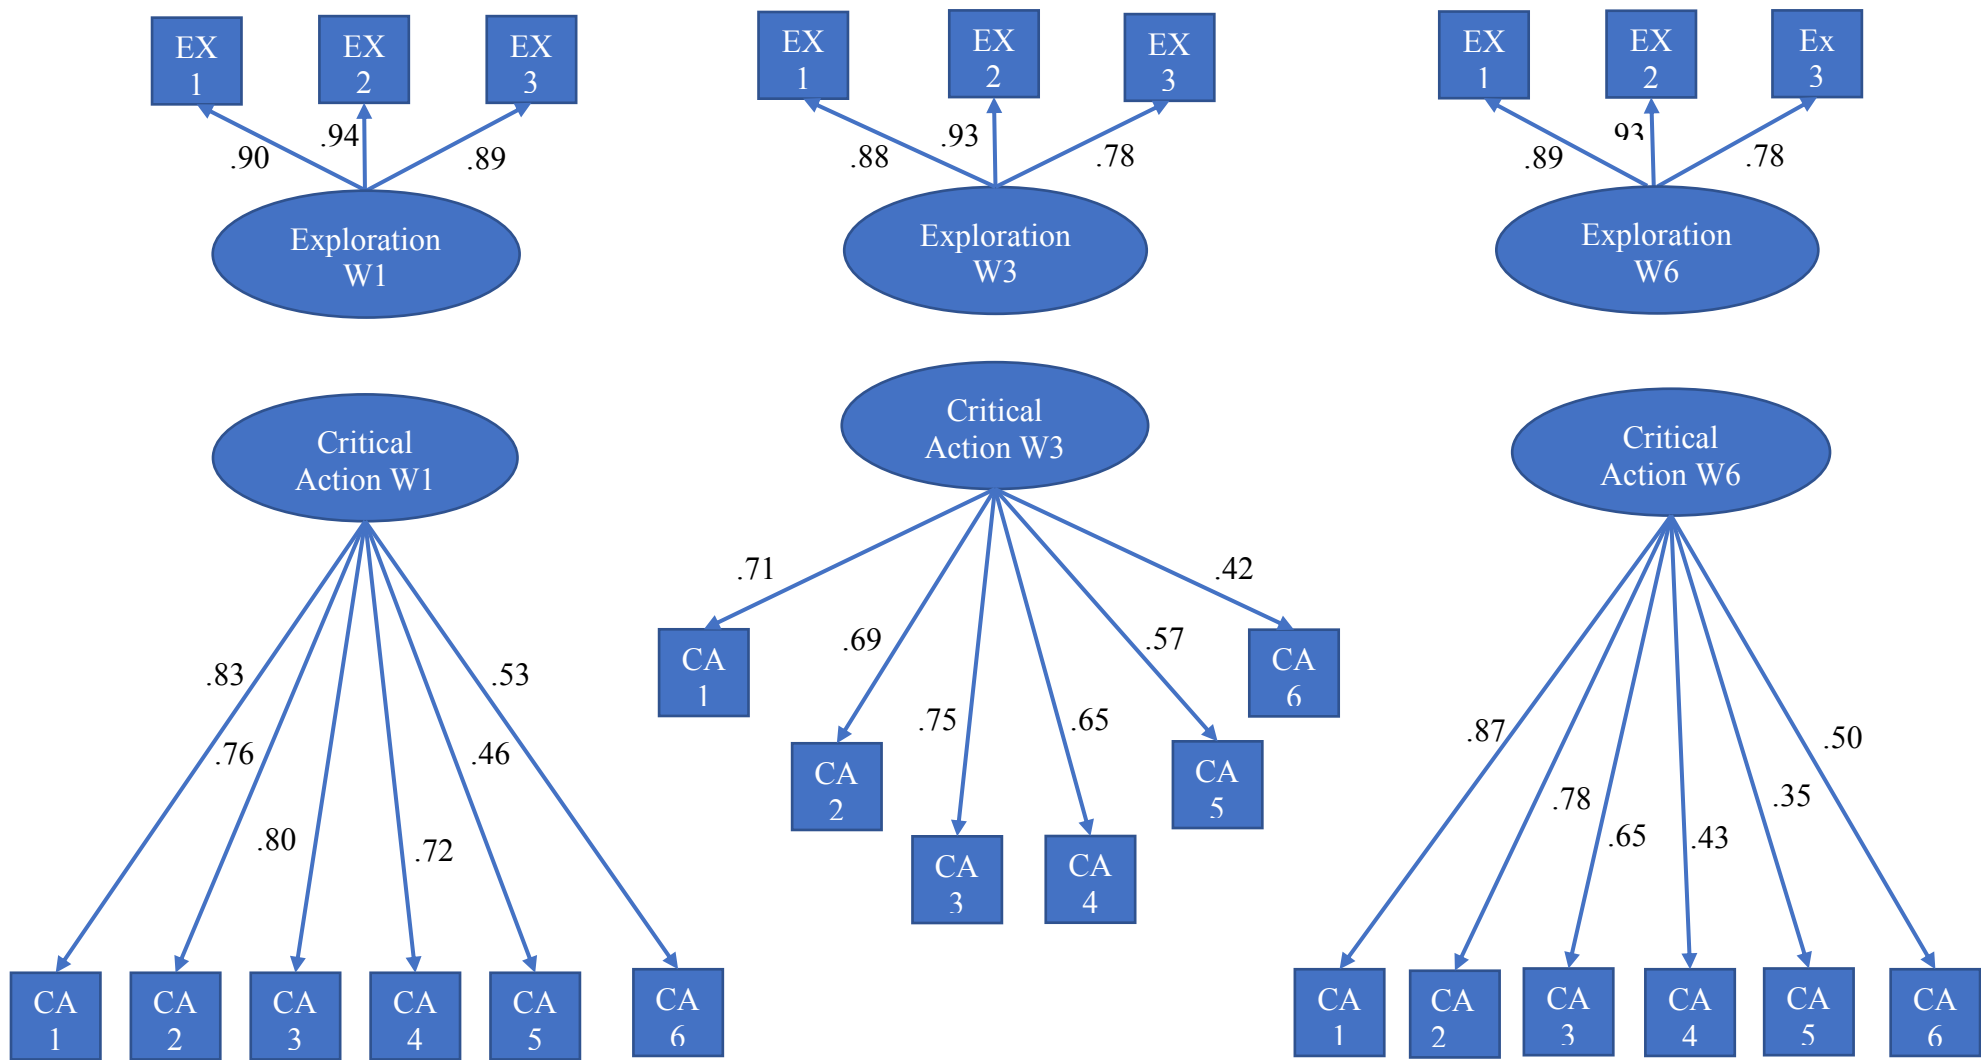 EX
1
EX
2
EX
3
.90
.94
.89
Exploration
W1
EX
1
EX
2
EX
3
.88
.93
.78
Exploration
W3
EX
1
EX
2
Ex
3
.89
93
.78
Exploration
W6
Critical
Action W1
.83
.76
.80
.72
.46
.53
CA
1
CA
2
CA
3
CA
4
CA
5
CA
6
Critical
Action W3
.71
.69
.75
.65
.57
.42
CA
1
CA
2
CA
3
CA
4
CA
5
CA
6
Critical
Action W6
.87
.78
.65
.43
.35
.50
CA
1
CA
2
CA
3
CA
4
CA
5
CA
6